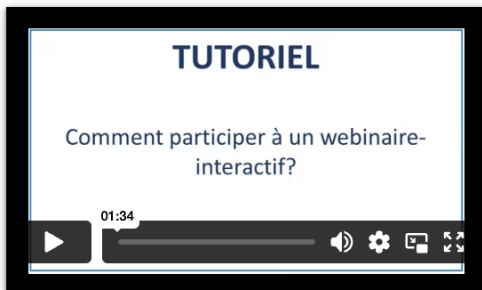 TUTORIEL
Comment participer à un webinaire-
interactif?
01:34